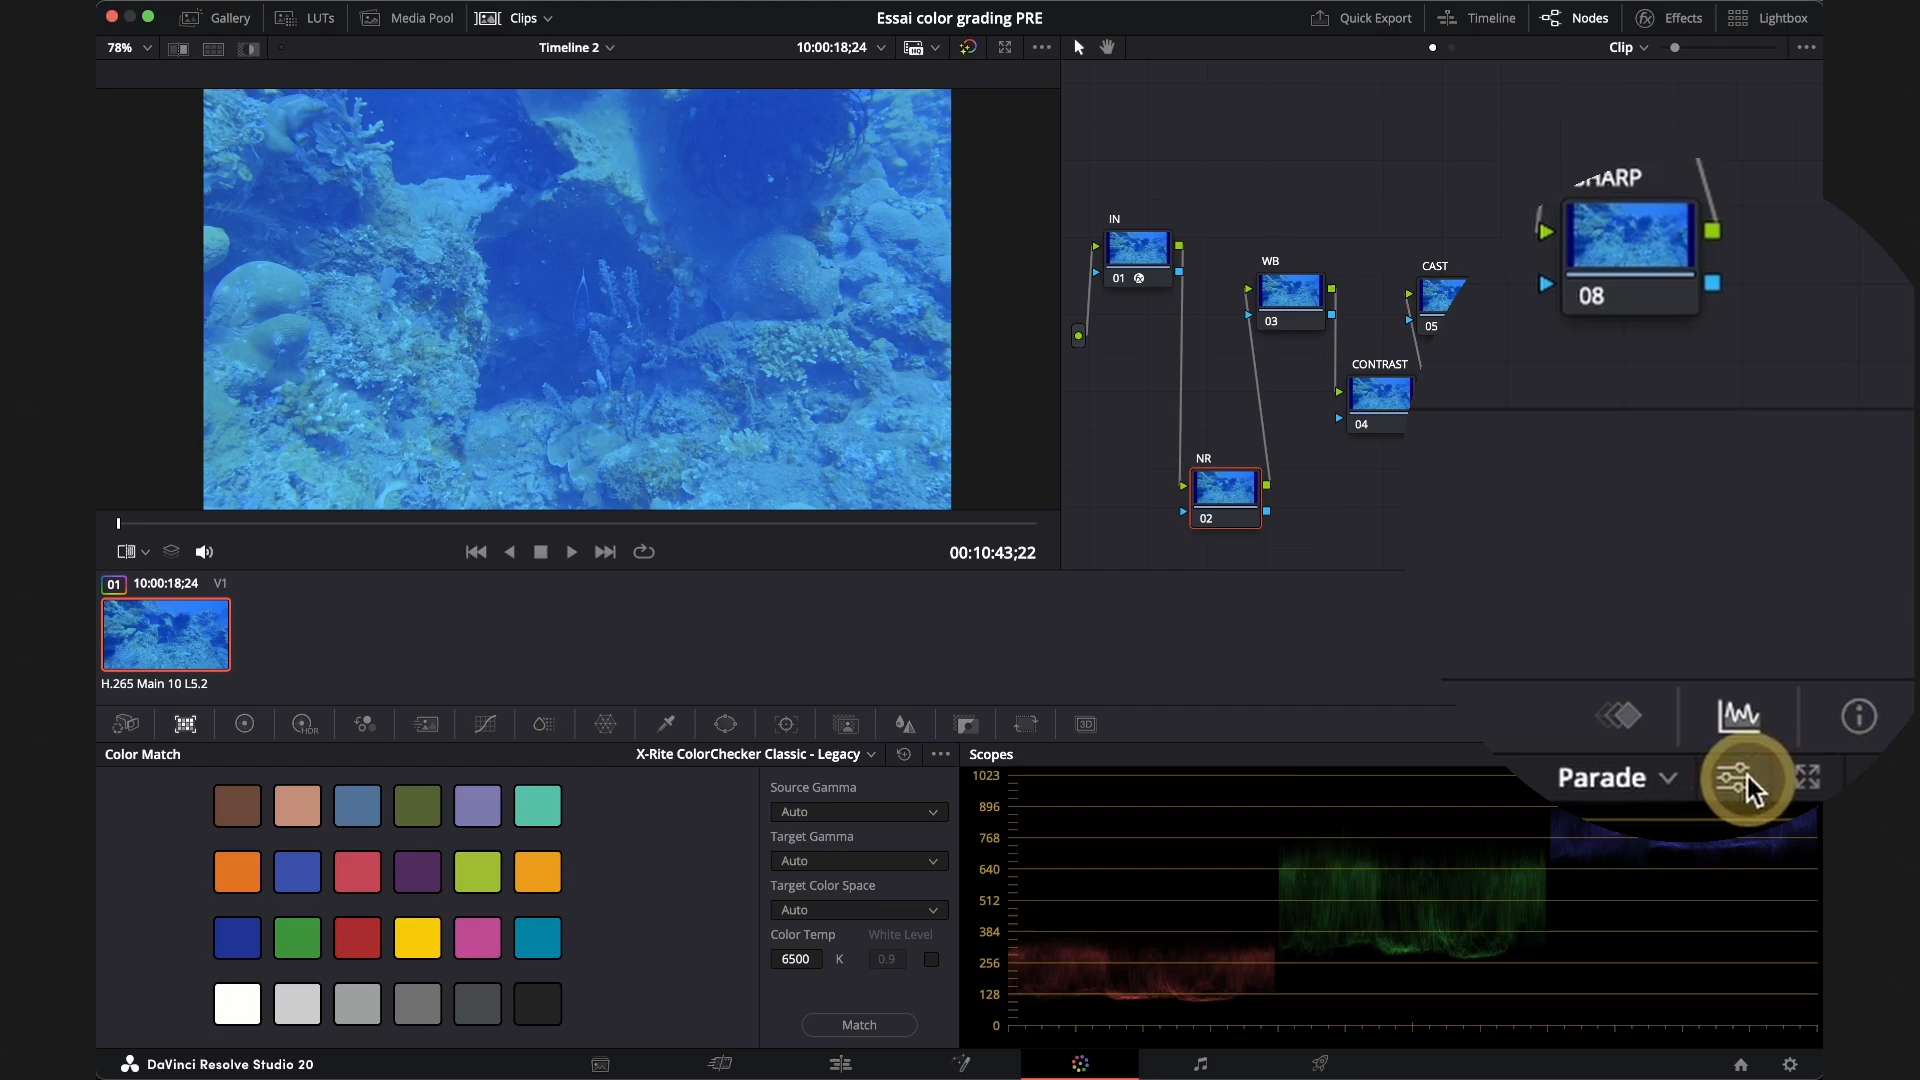 Gallery LUTs Media Pool Clips Essai color grading PRE Quick Export Timeline Nodes Effects Lightbox
78% Timeline 2 10:00:18;24 Clip
SHARP
08
IN
01
WB
03
CAST
05
CONTRAST
04
NR
02
00:10:43;22
01 10:00:18;24 V1
H.265 Main 10 L5.2
HDR
3D
Color Match X-Rite ColorChecker Classic - Legacy Scopes
Parade
Source Gamma
Auto
Target Gamma
Auto
Target Color Space
Auto
Color Temp White Level
6500 K 0.9
Match
1023
896
768
640
512
384
256
128
0
DaVinci Resolve Studio 20